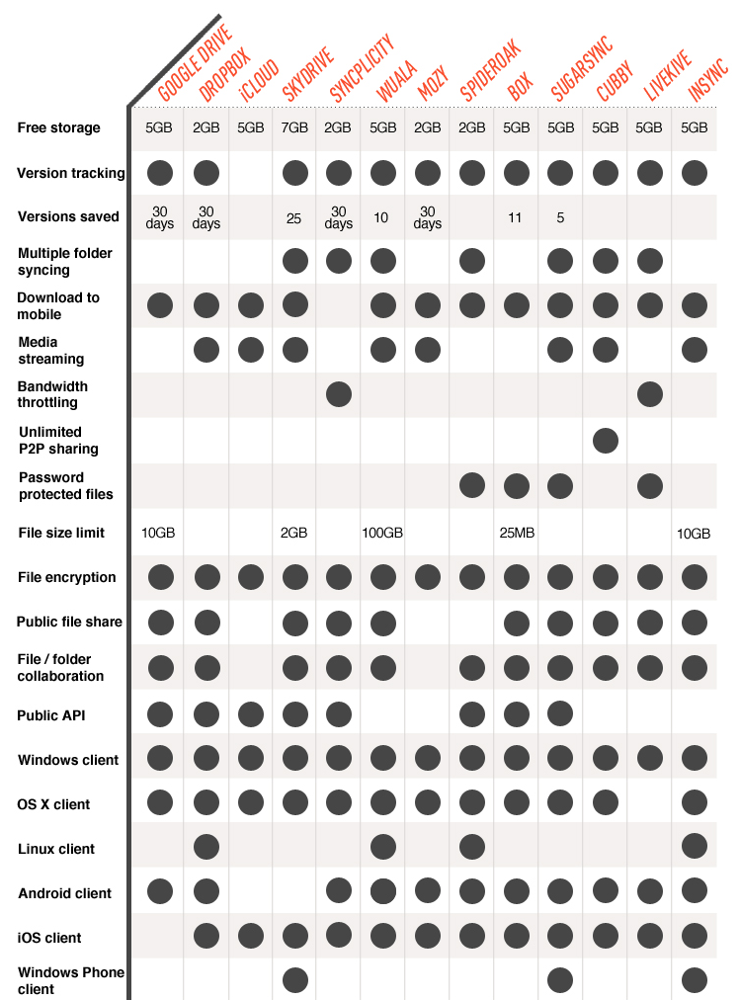 GOOGLE DRIVE
DROPBOX
iCLOUD
SKYDRIVE
SYNCPLICITY
WUALA
MOZY
SPIDEROAK
BOX
SUGARSYNC
CUBBY
LIVEKIVE
INSYNC
Free storage 5GB 2GB 5GB 7GB 2GB 5GB 2GB 2GB 5GB 5GB 5GB 5GB 5GB
Version tracking
Versions saved 30 days 30 days 25 30 days 10 30 days 11 5
Multiple folder
syncing
Download to
mobile
Media
streaming
Bandwidth
throttling
Unlimited
P2P sharing
Password
protected files
File size limit 10GB 2GB 100GB 25MB 10GB
File encryption
Public file share
File / folder
collaboration
Public API
Windows client
OS X client
Linux client
Android client
iOS client
Windows Phone
client